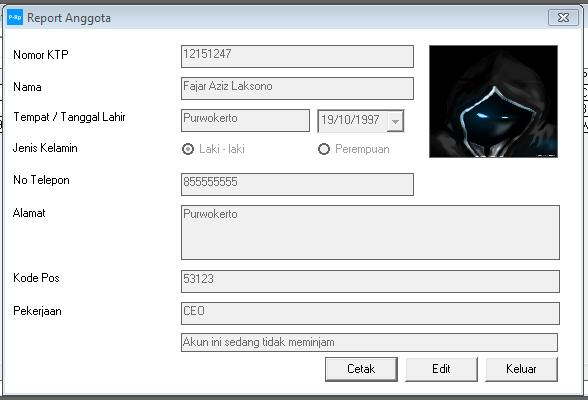 P-Rp Report Anggota
Nomor KTP 12151247
Nama Fajar Aziz Laksono
Tempat / Tanggal Lahir Purwokerto 19/10/1997
Jenis Kelamin Laki - laki Perempuan
No Telepon 855555555
Alamat Purwokerto
Kode Pos 53123
Pekerjaan CEO
Akun ini sedang tidak meminjam
Cetak Edit Keluar